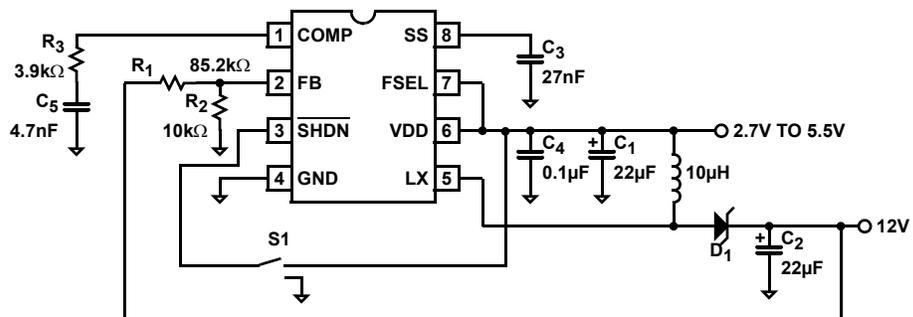 R3
3.9kΩ
C5
4.7nF
R1
85.2kΩ
R2
10kΩ
1 COMP
2 FB
3 SHDN
4 GND
SS 8
FSEL 7
VDD 6
LX 5
C3
27nF
C4
0.1µF
+ C1
22µF
10µH
2.7V TO 5.5V
D1
+ C2
22µF
12V
S1